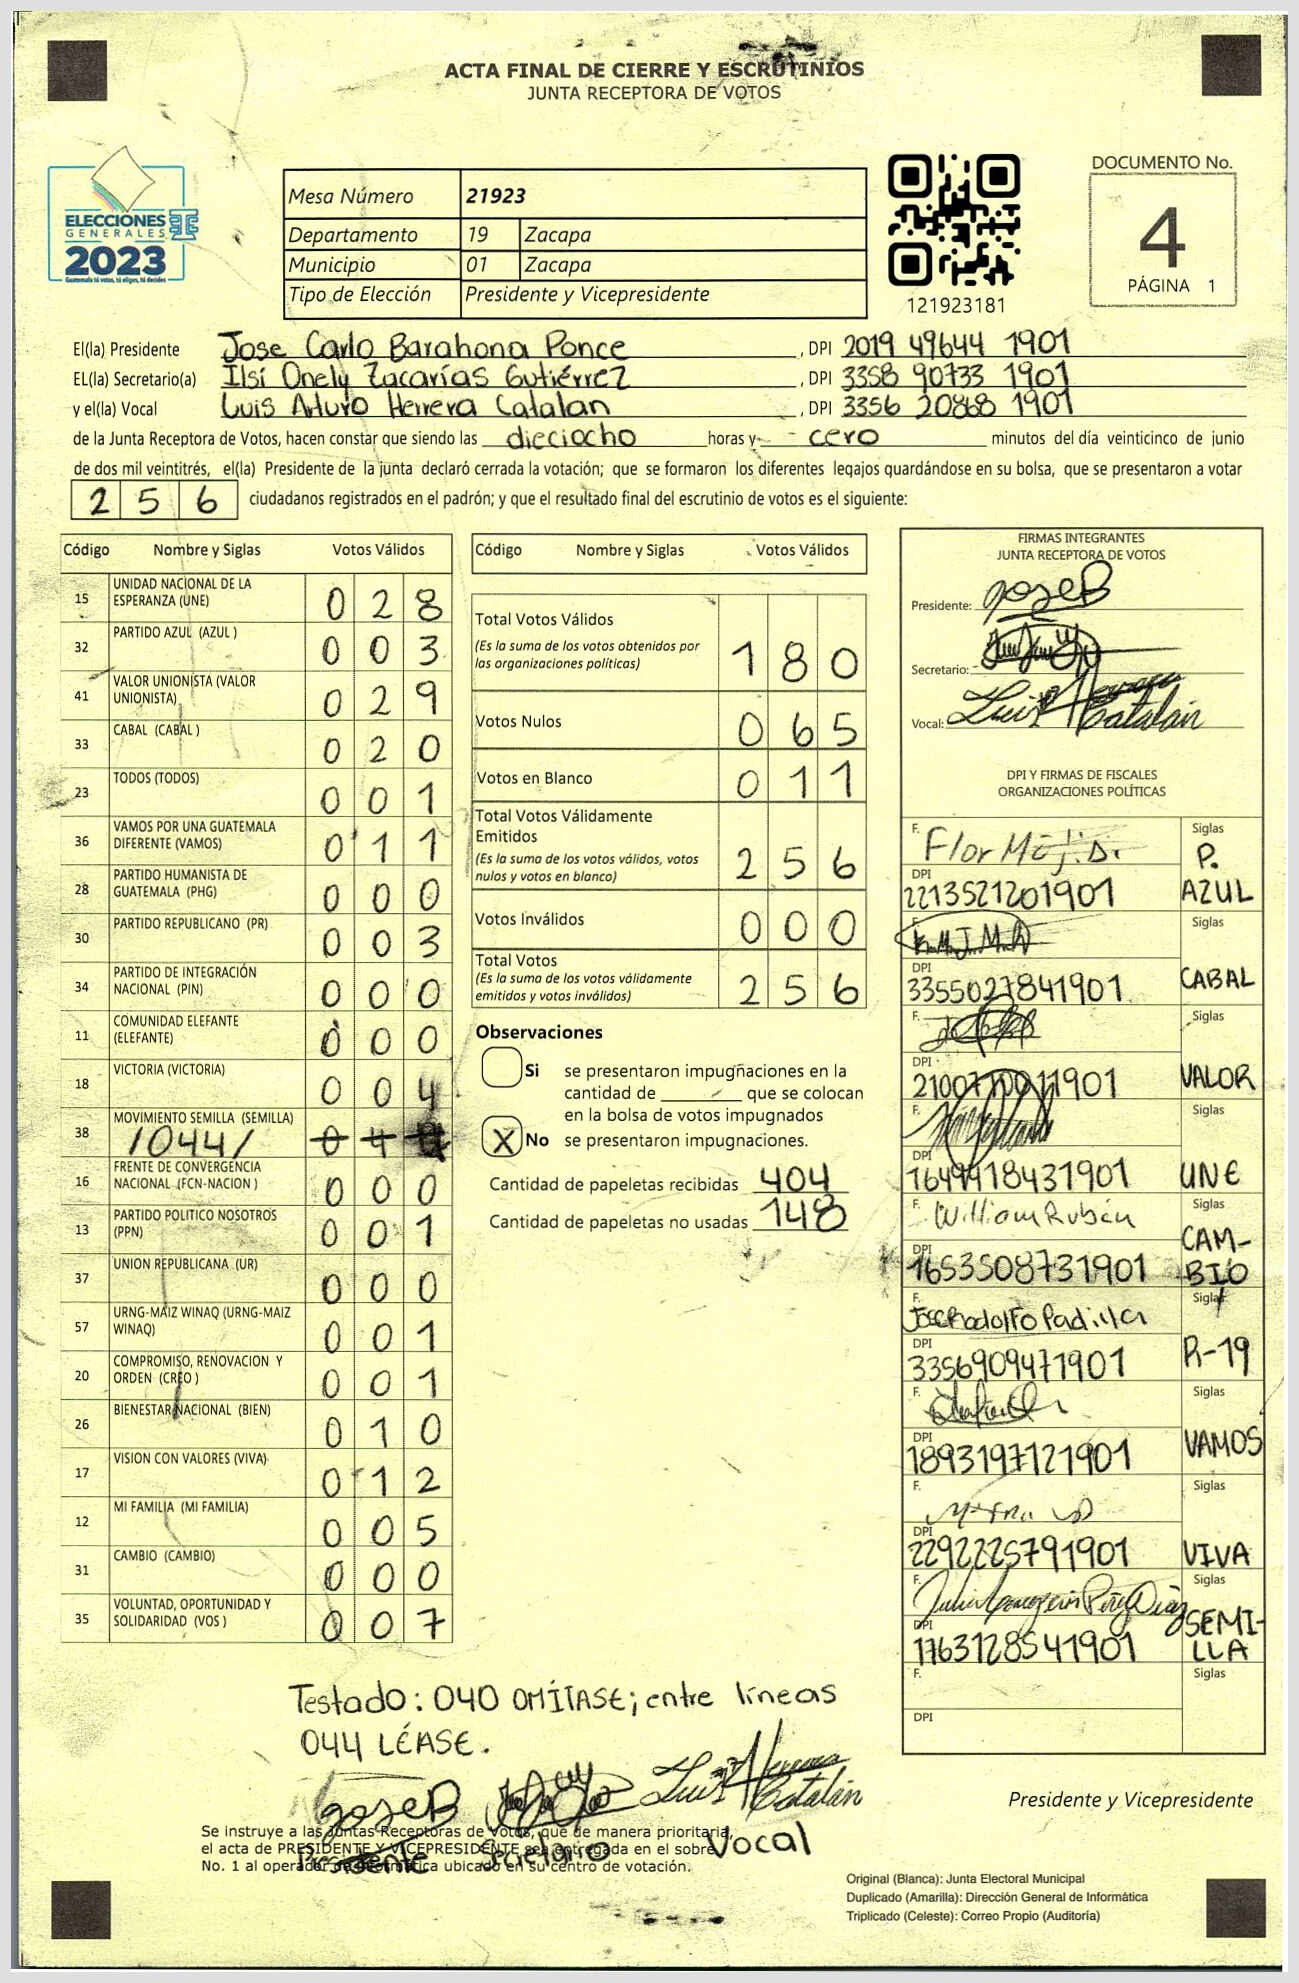 ACTA FINAL DE CIERRE Y ESCRUTINIOS
JUNTA RECEPTORA DE VOTOS
ELECCIONES
GENERALES
2023
Guatemala tú votas, tú eliges, tú decides
Mesa Número 21923
Departamento 19 Zacapa
Municipio 01 Zacapa
Tipo de Elección Presidente y Vicepresidente
121923181
DOCUMENTO No.
4
PÁGINA 1
El(la) Presidente Jose Carlo Barahona Ponce , DPI 2019 49644 1901
EL(la) Secretario(a) Ilsi Onely Zacarías Gutiérrez , DPI 3358 90733 1901
y el(la) Vocal Luis Arturo Herrera Catalan , DPI 3356 20868 1901
de la Junta Receptora de Votos, hacen constar que siendo las dieciocho horas y cero minutos del día veinticinco de junio
de dos mil veintitrés, el(la) Presidente de la junta declaró cerrada la votación; que se formaron los diferentes legajos quardándose en su bolsa, que se presentaron a votar
2 5 6 ciudadanos registrados en el padrón; y que el resultado final del escrutinio de votos es el siguiente:
Código Nombre y Siglas Votos Válidos
15 UNIDAD NACIONAL DE LA ESPERANZA (UNE) 0 2 8
32 PARTIDO AZUL (AZUL ) 0 0 3
41 VALOR UNIONISTA (VALOR UNIONISTA) 0 2 9
33 CABAL (CABAL ) 0 2 0
23 TODOS (TODOS) 0 0 1
36 VAMOS POR UNA GUATEMALA DIFERENTE (VAMOS) 0 1 1
28 PARTIDO HUMANISTA DE GUATEMALA (PHG) 0 0 0
30 PARTIDO REPUBLICANO (PR) 0 0 3
34 PARTIDO DE INTEGRACIÓN NACIONAL (PIN) 0 0 0
11 COMUNIDAD ELEFANTE (ELEFANTE) 0 0 0
18 VICTORIA (VICTORIA) 0 0 4
38 MOVIMIENTO SEMILLA (SEMILLA) /044/ 0 4
16 FRENTE DE CONVERGENCIA NACIONAL (FCN-NACION ) 0 0 0
13 PARTIDO POLITICO NOSOTROS (PPN) 0 0 1
37 UNION REPUBLICANA (UR) 0 0 0
57 URNG-MAIZ WINAQ (URNG-MAIZ WINAQ) 0 0 1
20 COMPROMISO, RENOVACION Y ORDEN (CREO ) 0 0 1
26 BIENESTAR NACIONAL (BIEN) 0 1 0
17 VISION CON VALORES (VIVA) 0 1 2
12 MI FAMILIA (MI FAMILIA) 0 0 5
31 CAMBIO (CAMBIO) 0 0 0
35 VOLUNTAD, OPORTUNIDAD Y SOLIDARIDAD (VOS ) 0 0 7
Código Nombre y Siglas Votos Válidos
Total Votos Válidos 1 8 0
(Es la suma de los votos obtenidos por
las organizaciones políticas)
Votos Nulos 0 6 5
Votos en Blanco 0 1 1
Total Votos Válidamente
Emitidos 2 5 6
(Es la suma de los votos válidos, votos
nulos y votos en blanco)
Votos Inválidos 0 0 0
Total Votos 2 5 6
(Es la suma de los votos válidamente
emitidos y votos inválidos)
Observaciones
Si se presentaron impugnaciones en la
cantidad de que se colocan
en la bolsa de votos impugnados
X No se presentaron impugnaciones.
Cantidad de papeletas recibidas 404
Cantidad de papeletas no usadas 148
FIRMAS INTEGRANTES
JUNTA RECEPTORA DE VOTOS
Presidente: JoseB
Secretario:
Vocal: Luis Herrera Catalán
DPI Y FIRMAS DE FISCALES
ORGANIZACIONES POLÍTICAS
F. Flor Siglas
DPI 2213521201901 P. AZUL
F. Siglas
DPI 3355027841901 CABAL
F. Siglas
DPI VALOR
F. Siglas
DPI UNE
F. William Rubén Siglas
DPI 1653508731901 CAMBIO
F. Jose Rodolfo Padilla Siglas
DPI 3356909471901 R-19
F. Siglas
DPI 1893197121901 VAMOS
F. Siglas
DPI 2292225791901 VIVA
F. Siglas
DPI 1763128541901 SEMILLA
F. Siglas
DPI
Testado: 040 OMÍTASE; entre líneas
044 LÉASE.
JoseB Luis Herrera Catalán
Presidente Secretario Vocal
Se instruye a las Juntas Receptoras de Votos, que de manera prioritaria,
el acta de PRESIDENTE Y VICEPRESIDENTE sea entregada en el sobre
No. 1 al operador de informática ubicado en su centro de votación.
Presidente y Vicepresidente
Original (Blanca): Junta Electoral Municipal
Duplicado (Amarilla): Dirección General de Informática
Triplicado (Celeste): Correo Propio (Auditoría)